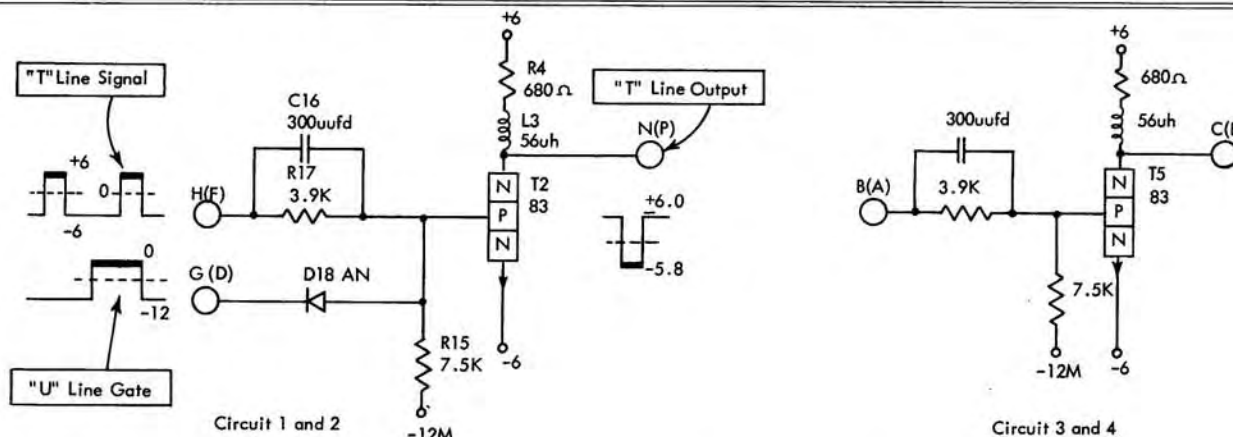 "T" Line Signal
+6
0
-6
0
-12
"U" Line Gate
H(F)
C16
300uufd
R17
3.9K
G (D)
D18 AN
R15
7.5K
-12M
Circuit 1 and 2
+6
R4
680Ω
L3
56uh
N
P
N
T2
83
-6
"T" Line Output
N(P)
+6.0
-5.8
B(A)
300uufd
3.9K
7.5K
-12M
+6
680Ω
56uh
N
P
N
T5
83
-6
Circuit 3 and 4